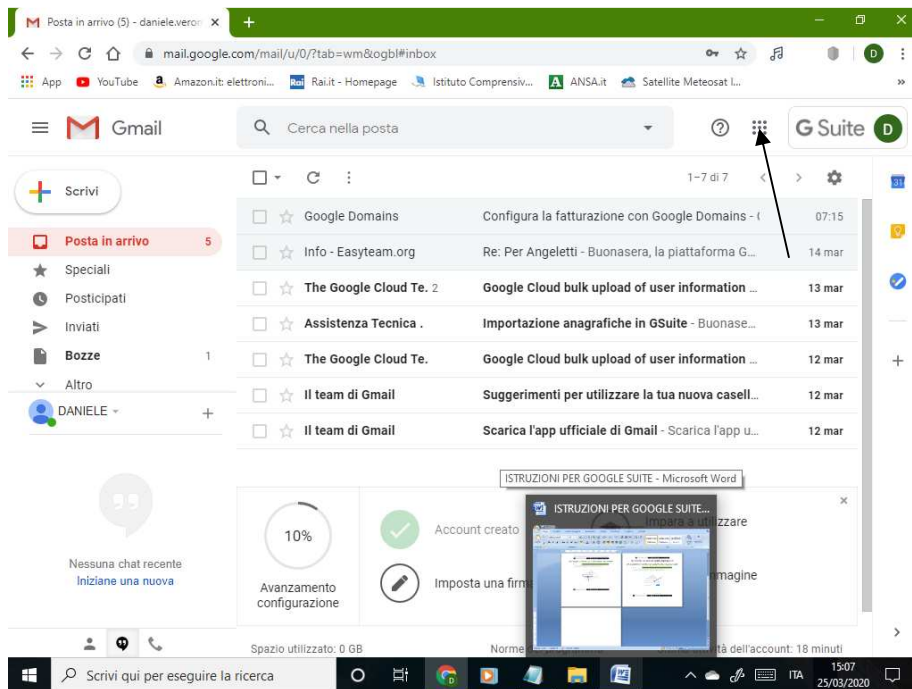 Posta in arrivo (5) - daniele.veron
mail.google.com/mail/u/0/?tab=wm&ogbl#inbox
D
App YouTube Amazon.it: elettroni... Rai Rai.it - Homepage Istituto Comprensiv... A ANSA.it Satellite Meteosat I... »
Gmail
Cerca nella posta
G Suite D
Scrivi
1–7 di 7
31
Google Domains Configura la fatturazione con Google Domains - 07:15
Posta in arrivo 5
Info - Easyteam.org Re: Per Angeletti - Buonasera, la piattaforma G... 14 mar
Speciali
The Google Cloud Te. 2 Google Cloud bulk upload of user information ... 13 mar
Posticipati
Inviati
Assistenza Tecnica . Importazione anagrafiche in GSuite - Buonase... 13 mar
Bozze 1
The Google Cloud Te. Google Cloud bulk upload of user information ... 12 mar
Altro
Il team di Gmail Suggerimenti per utilizzare la tua nuova casell... 12 mar
DANIELE
Il team di Gmail Scarica l'app ufficiale di Gmail - Scarica l'app u... 12 mar
ISTRUZIONI PER GOOGLE SUITE - Microsoft Word
ISTRUZIONI PER GOOGLE SUITE...
10%
Avanzamento
configurazione
Account creato
Impara a utilizzare
Imposta una firm
magine
Nessuna chat recente
Iniziane una nuova
Spazio utilizzato: 0 GB
Norme
dell'account: 18 minuti
Scrivi qui per eseguire la ricerca
ITA
15:07
25/03/2020